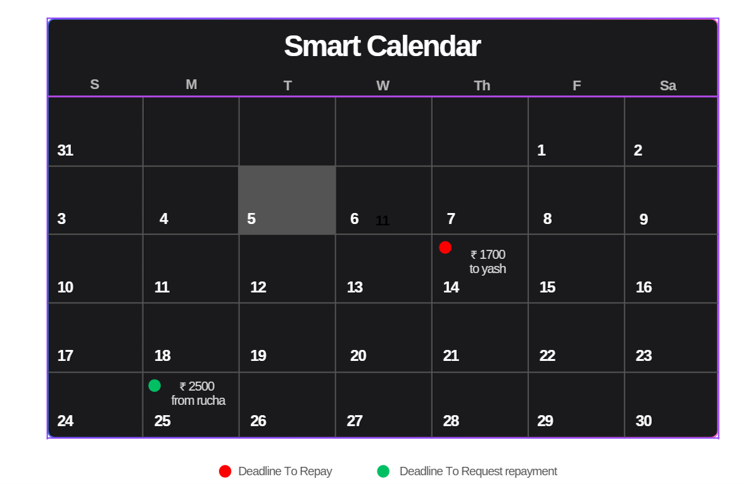 Smart Calendar
S M T W Th F Sa
31 1 2
3 4 5 6 11 7 8 9
₹ 1700
to yash
10 11 12 13 14 15 16
17 18 19 20 21 22 23
₹ 2500
from rucha
24 25 26 27 28 29 30
Deadline To Repay Deadline To Request repayment